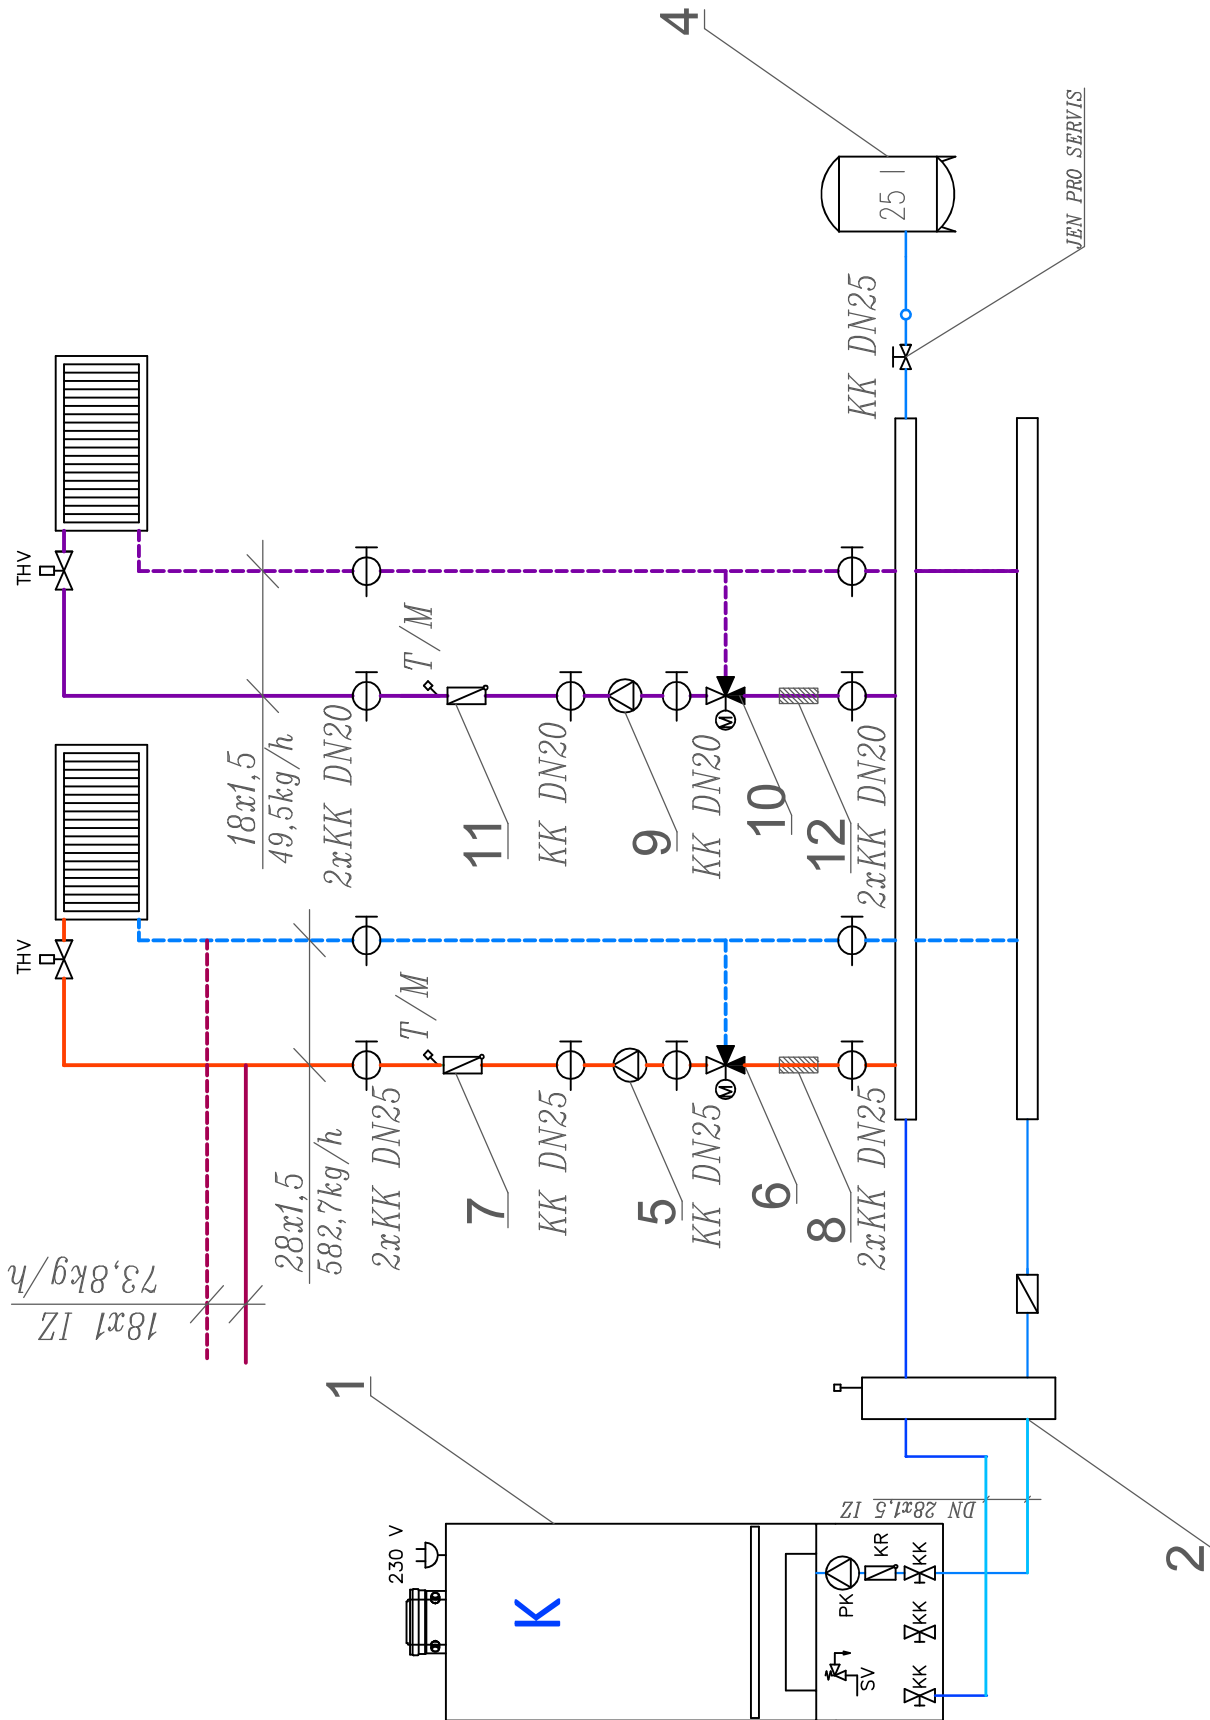 4
25 l
JEN PRO SERVIS
KK DN25
THV
THV
T/M
T/M
18x1,5
49,5kg/h
2xKK DN20
11
KK DN20
9
KK DN20
10
12
2xKK DN20
28x1,5
582,7kg/h
2xKK DN25
7
KK DN25
5
KK DN25
6
8
2xKK DN25
M
M
73,8kg/h
18x1 IZ
1
2
DN 28x1,5 IZ
230 V
K
PK
KR
KK
KK
KK
SV